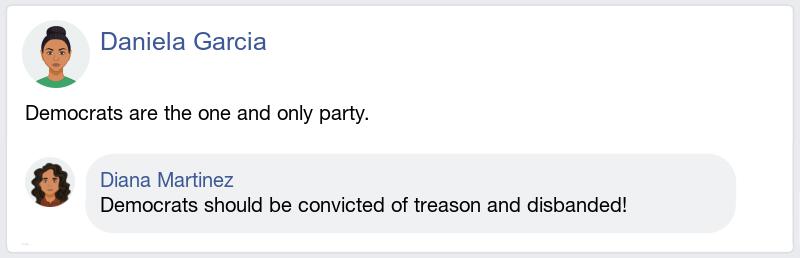 Daniela Garcia
Democrats are the one and only party.
Diana Martinez
Democrats should be convicted of treason and disbanded!